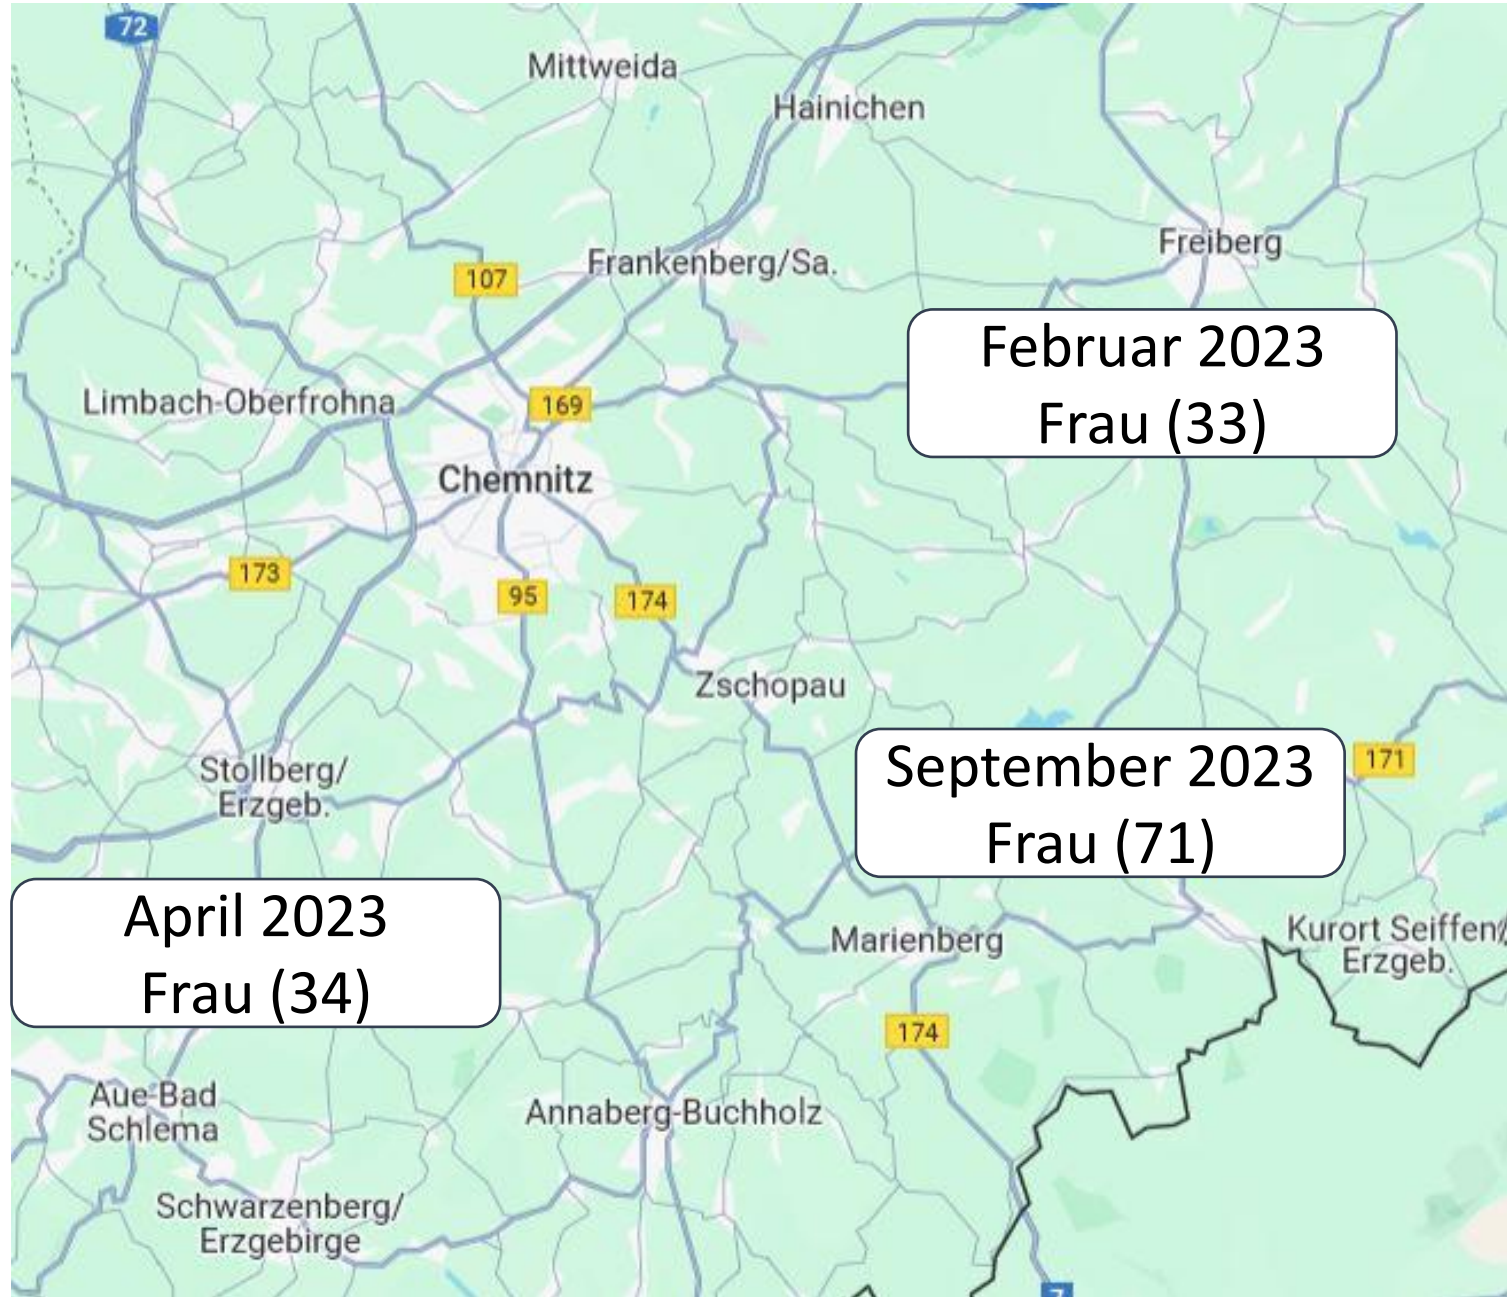 72
Mittweida
Hainichen
Freiberg
Frankenberg/Sa.
107
Februar 2023
Frau (33)
Limbach-Oberfrohna
169
Chemnitz
173
95
174
Zschopau
September 2023
Frau (71)
171
Stollberg/
Erzgeb.
April 2023
Frau (34)
Marienberg
Kurort Seiffen/
Erzgeb.
174
Aue-Bad
Schlema
Annaberg-Buchholz
Schwarzenberg/
Erzgebirge
7